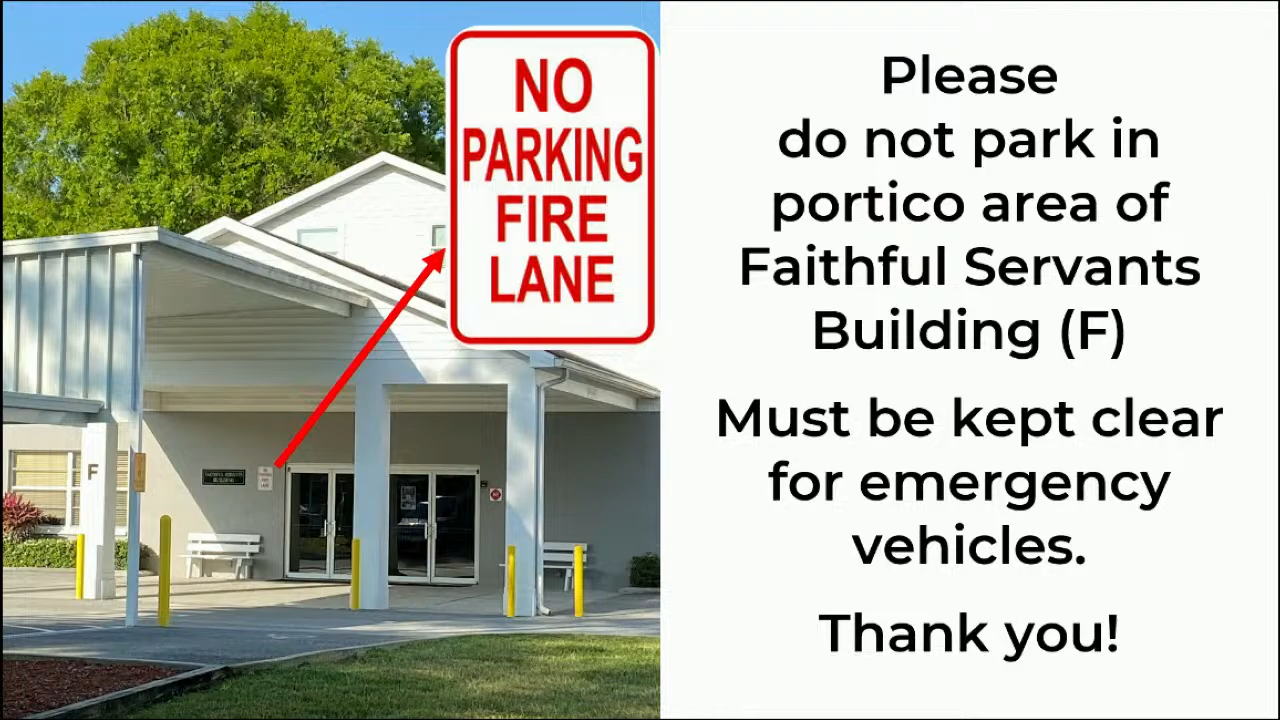 NO
PARKING
FIRE
LANE
F
Please
do not park in
portico area of
Faithful Servants
Building (F)
Must be kept clear
for emergency
vehicles.
Thank you!